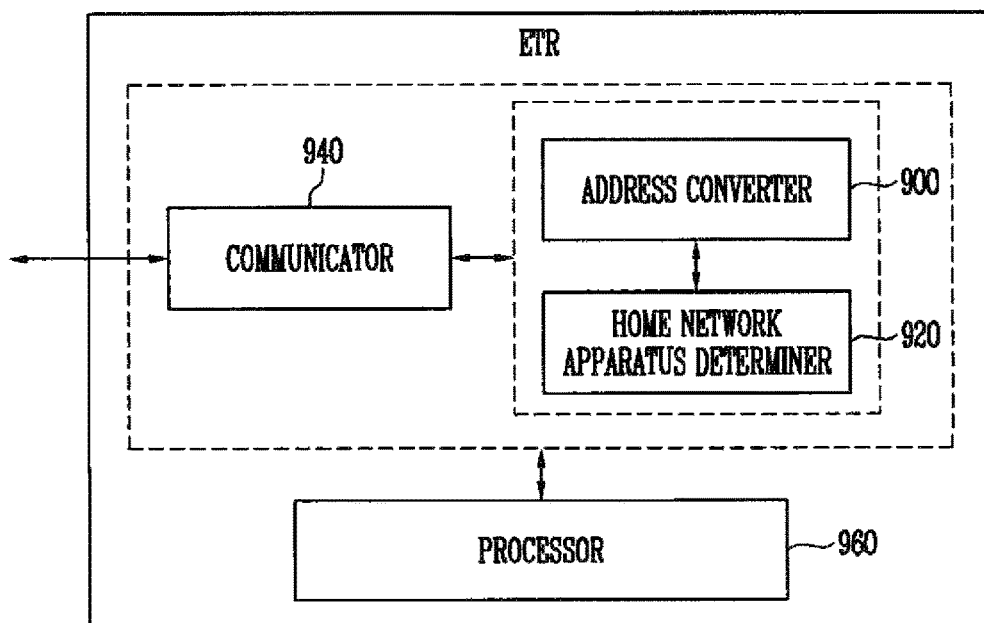 ETR
940
COMMUNICATOR
ADDRESS CONVERTER
900
HOME NETWORK
APPARATUS DETERMINER
920
PROCESSOR
960